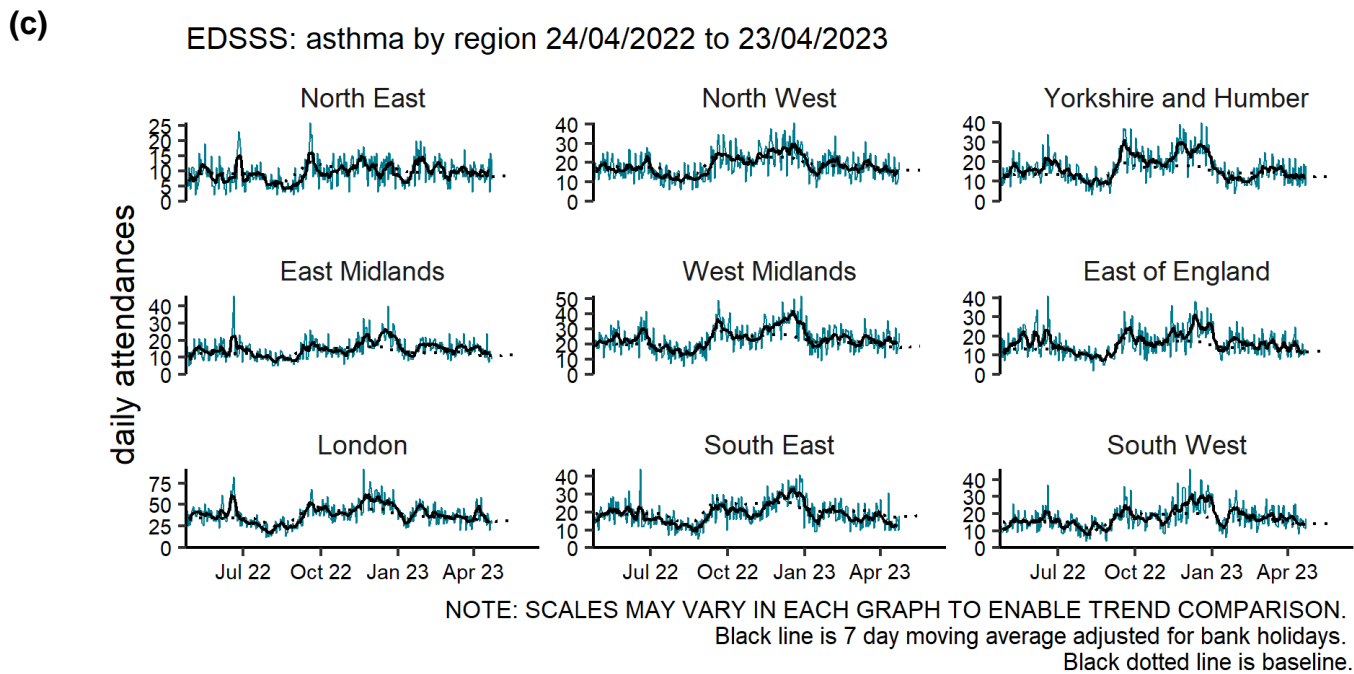 (c)
EDSSS: asthma by region 24/04/2022 to 23/04/2023
daily attendances
North East
25
20
15
10
5
0
North West
40
30
20
10
0
Yorkshire and Humber
40
30
20
10
0
East Midlands
40
30
20
10
0
West Midlands
50
40
30
20
10
0
East of England
40
30
20
10
0
London
75
50
25
0
Jul 22 Oct 22 Jan 23 Apr 23
South East
40
30
20
10
0
Jul 22 Oct 22 Jan 23 Apr 23
South West
40
30
20
10
0
Jul 22 Oct 22 Jan 23 Apr 23
NOTE: SCALES MAY VARY IN EACH GRAPH TO ENABLE TREND COMPARISON.
Black line is 7 day moving average adjusted for bank holidays.
Black dotted line is baseline.